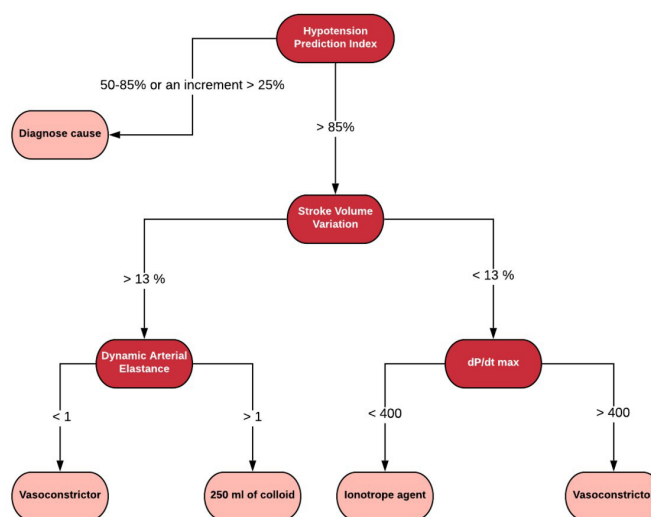 Hypotension
Prediction Index
50-85% or an increment > 25%
Diagnose cause
> 85%
Stroke Volume
Variation
> 13 %
< 13 %
Dynamic Arterial
Elastance
dP/dt max
< 1
> 1
< 400
> 400
Vasoconstrictor
250 ml of colloid
Ionotrope agent
Vasoconstricto